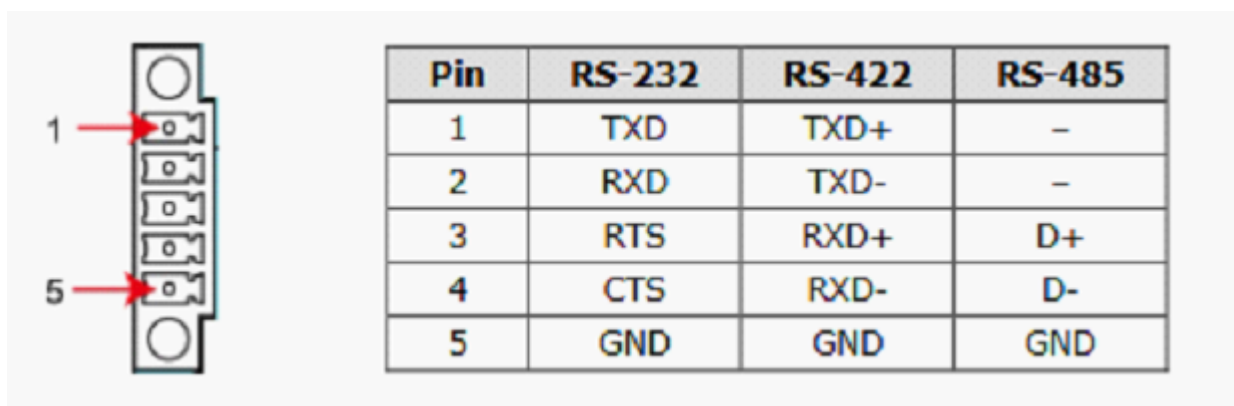 Pin RS-232 RS-422 RS-485
1 1 TXD TXD+ –
2 RXD TXD- –
3 RTS RXD+ D+
5 4 CTS RXD- D-
5 GND GND GND